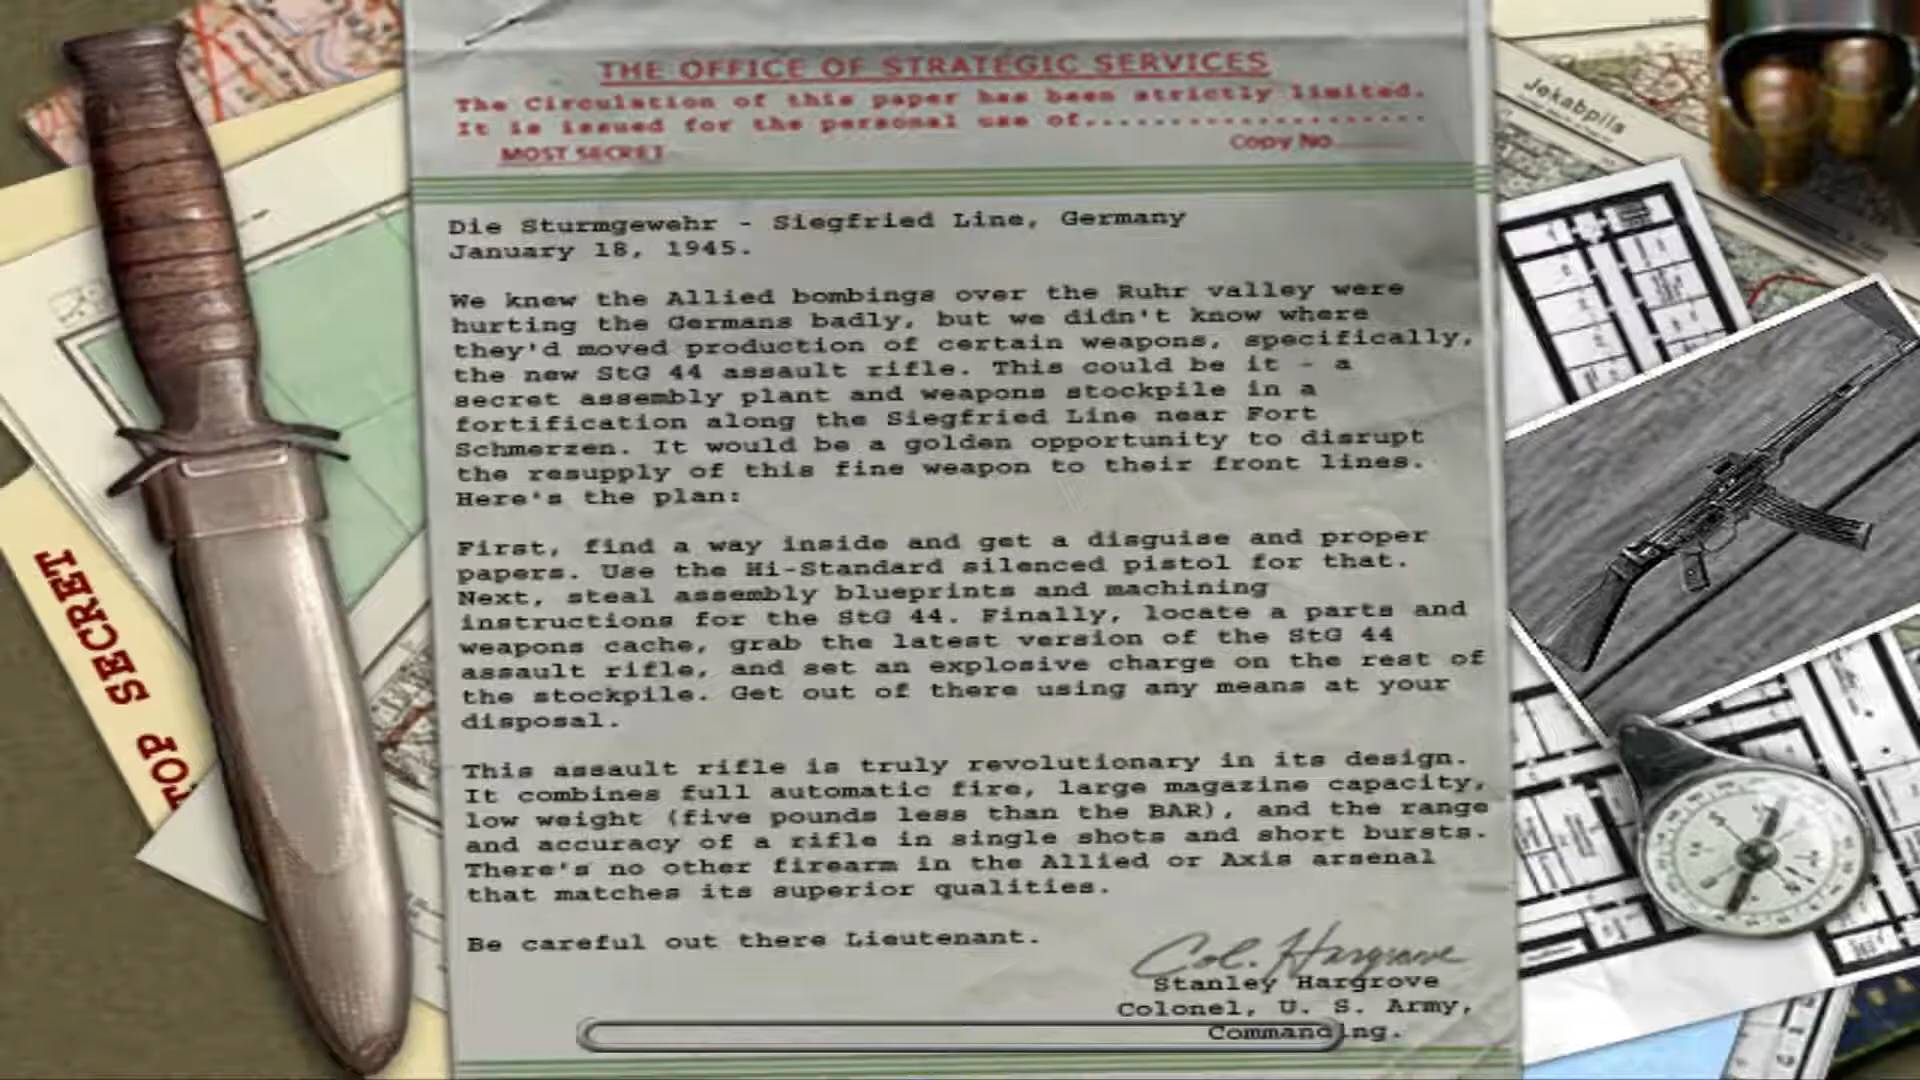 THE OFFICE OF STRATEGIC SERVICES
The Circulation of this paper has been strictly limited.
It is issued for the personal use of.....................
MOST SECRET
Copy No.
Die Sturmgewehr - Siegfried Line, Germany
January 18, 1945.
We knew the Allied bombings over the Ruhr valley were
hurting the Germans badly, but we didn't know where
they'd moved production of certain weapons, specifically,
the new StG 44 assault rifle. This could be it - a
secret assembly plant and weapons stockpile in a
fortification along the Siegfried Line near Fort
Schmerzen. It would be a golden opportunity to disrupt
the resupply of this fine weapon to their front lines.
Here's the plan:
First, find a way inside and get a disguise and proper
papers. Use the Hi-Standard silenced pistol for that.
Next, steal assembly blueprints and machining
instructions for the StG 44. Finally, locate a parts and
weapons cache, grab the latest version of the StG 44
assault rifle, and set an explosive charge on the rest of
the stockpile. Get out of there using any means at your
disposal.
This assault rifle is truly revolutionary in its design.
It combines full automatic fire, large magazine capacity,
low weight (five pounds less than the BAR), and the range
and accuracy of a rifle in single shots and short bursts.
There's no other firearm in the Allied or Axis arsenal
that matches its superior qualities.
Be careful out there Lieutenant.
Col. Hargrove
Stanley Hargrove
Colonel, U. S. Army,
Commanding.
TOP SECRET
Jekabpils